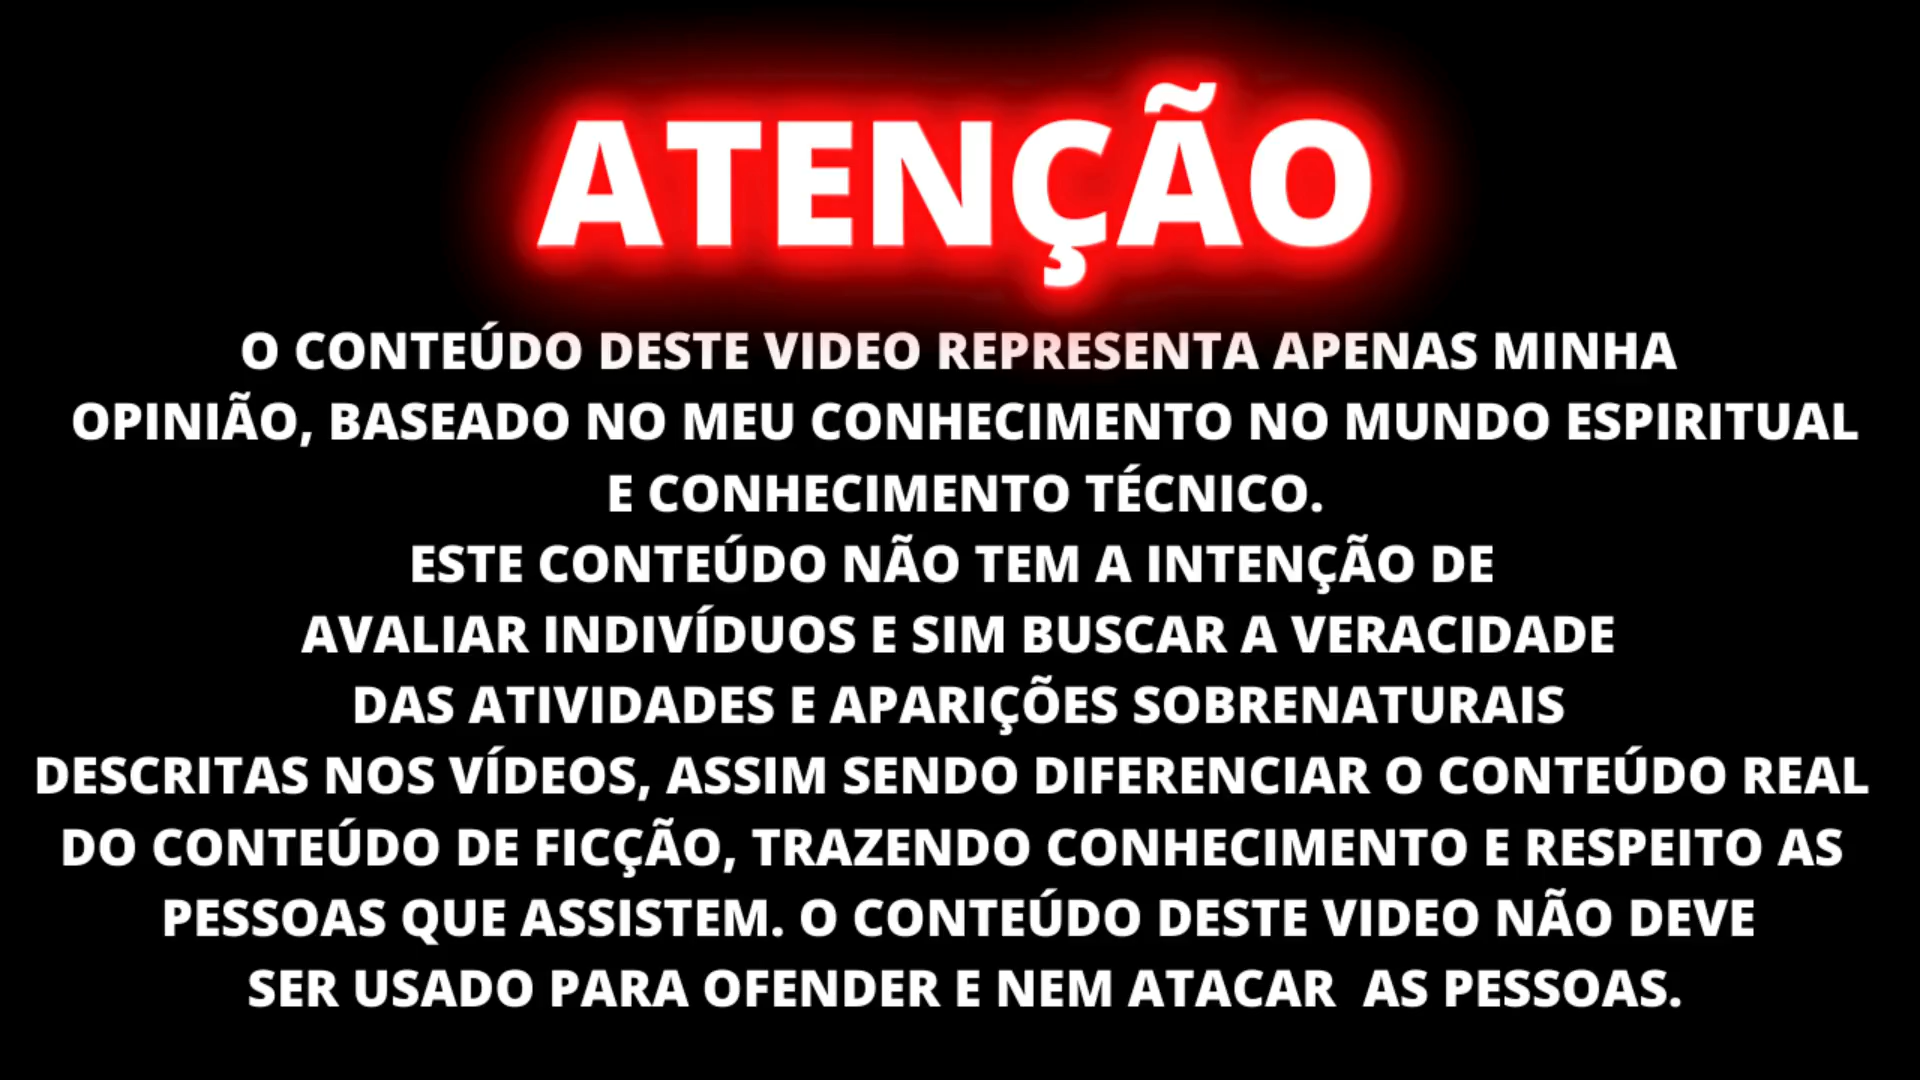 ATENÇÃO
O CONTEÚDO DESTE VIDEO REPRESENTA APENAS MINHA
OPINIÃO, BASEADO NO MEU CONHECIMENTO NO MUNDO ESPIRITUAL
E CONHECIMENTO TÉCNICO.
ESTE CONTEÚDO NÃO TEM A INTENÇÃO DE
AVALIAR INDIVÍDUOS E SIM BUSCAR A VERACIDADE
DAS ATIVIDADES E APARIÇÕES SOBRENATURAIS
DESCRITAS NOS VÍDEOS, ASSIM SENDO DIFERENCIAR O CONTEÚDO REAL
DO CONTEÚDO DE FICÇÃO, TRAZENDO CONHECIMENTO E RESPEITO AS
PESSOAS QUE ASSISTEM. O CONTEÚDO DESTE VIDEO NÃO DEVE
SER USADO PARA OFENDER E NEM ATACAR  AS PESSOAS.